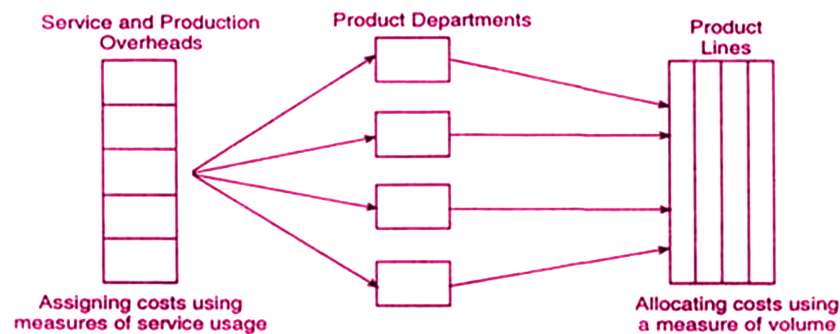 Service and Production
Overheads
Product Departments
Product
Lines
Assigning costs using
measures of service usage
Allocating costs using
a measure of volume